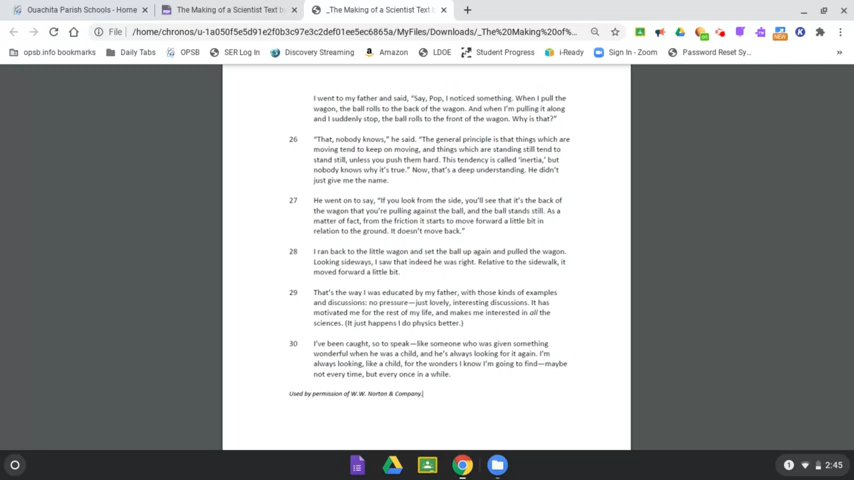 Ouachita Parish Schools - Home
The Making of a Scientist Text b
_The Making of a Scientist Text b
File
/home/chronos/u-1a050f5e5d91e2f0b3c97e3c2def01ee5ec6865a/MyFiles/Downloads/_The%20Making%20of%
opsb.info bookmarks
Daily Tabs
OPSB
SER Log In
Discovery Streaming
Amazon
LDOE
Student Progress
i-Ready
Sign In - Zoom
Password Reset Sy...
I went to my father and said, “Say, Pop, I noticed something. When I pull the
wagon, the ball rolls to the back of the wagon. And when I’m pulling it along
and I suddenly stop, the ball rolls to the front of the wagon. Why is that?”
26 “That, nobody knows,” he said. “The general principle is that things which are
moving tend to keep on moving, and things which are standing still tend to
stand still, unless you push them hard. This tendency is called ‘inertia,’ but
nobody knows why it’s true.” Now, that’s a deep understanding. He didn’t
just give me the name.
27 He went on to say, “If you look from the side, you’ll see that it’s the back of
the wagon that you’re pulling against the ball, and the ball stands still. As a
matter of fact, from the friction it starts to move forward a little bit in
relation to the ground. It doesn’t move back.”
28 I ran back to the little wagon and set the ball up again and pulled the wagon.
Looking sideways, I saw that indeed he was right. Relative to the sidewalk, it
moved forward a little bit.
29 That’s the way I was educated by my father, with those kinds of examples
and discussions: no pressure—just lovely, interesting discussions. It has
motivated me for the rest of my life, and makes me interested in all the
sciences. (It just happens I do physics better.)
30 I’ve been caught, so to speak—like someone who was given something
wonderful when he was a child, and he’s always looking for it again. I’m
always looking, like a child, for the wonders I know I’m going to find—maybe
not every time, but every once in a while.
Used by permission of W.W. Norton & Company.
1
2:45